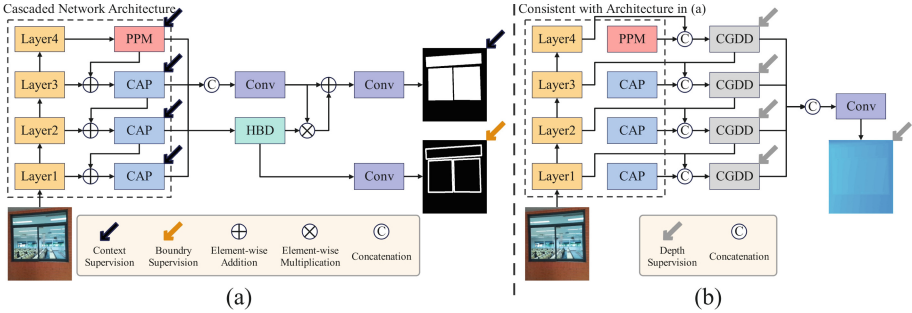 Cascaded Network Architecture
Layer4
PPM
Layer3
CAP
Layer2
CAP
Layer1
CAP
C
Conv
Conv
HBD
Conv
Context
Supervision
Boundry
Supervision
Element-wise
Addition
Element-wise
Multiplication
C
Concatenation
(a)
Consistent with Architecture in (a)
Layer4
PPM
C
CGDD
Layer3
CAP
C
CGDD
Layer2
CAP
C
CGDD
Layer1
CAP
C
CGDD
C
Conv
Depth
Supervision
C
Concatenation
(b)